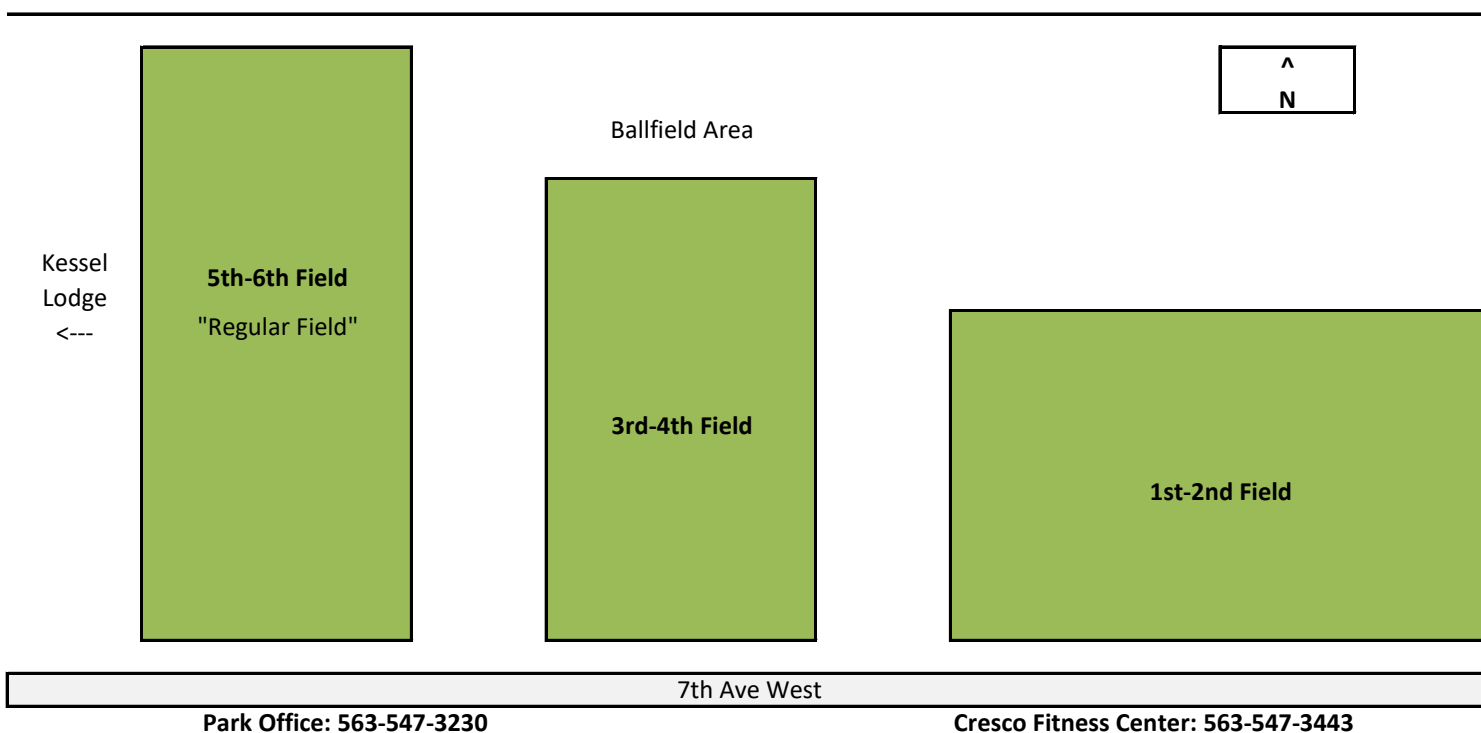 ^
N
Ballfield Area
Kessel
Lodge
<---
5th-6th Field
"Regular Field"
3rd-4th Field
1st-2nd Field
7th Ave West
Park Office: 563-547-3230
Cresco Fitness Center: 563-547-3443